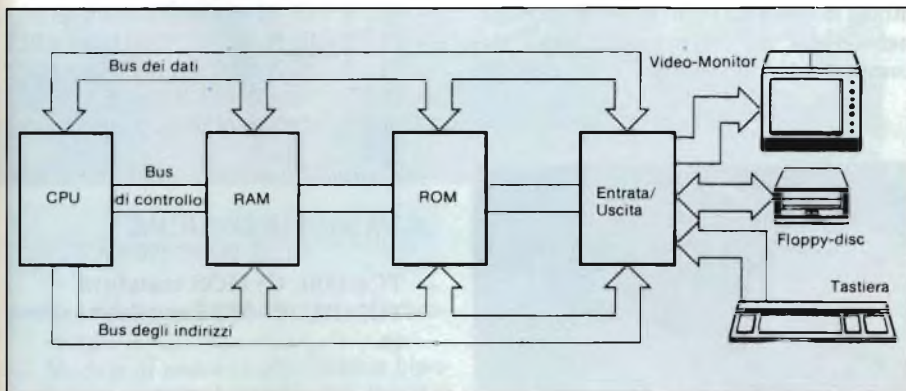 Bus dei dati
Video-Monitor
CPU
Bus
di controllo
RAM
ROM
Entrata/
Uscita
Floppy-disc
Tastiera
Bus degli indirizzi